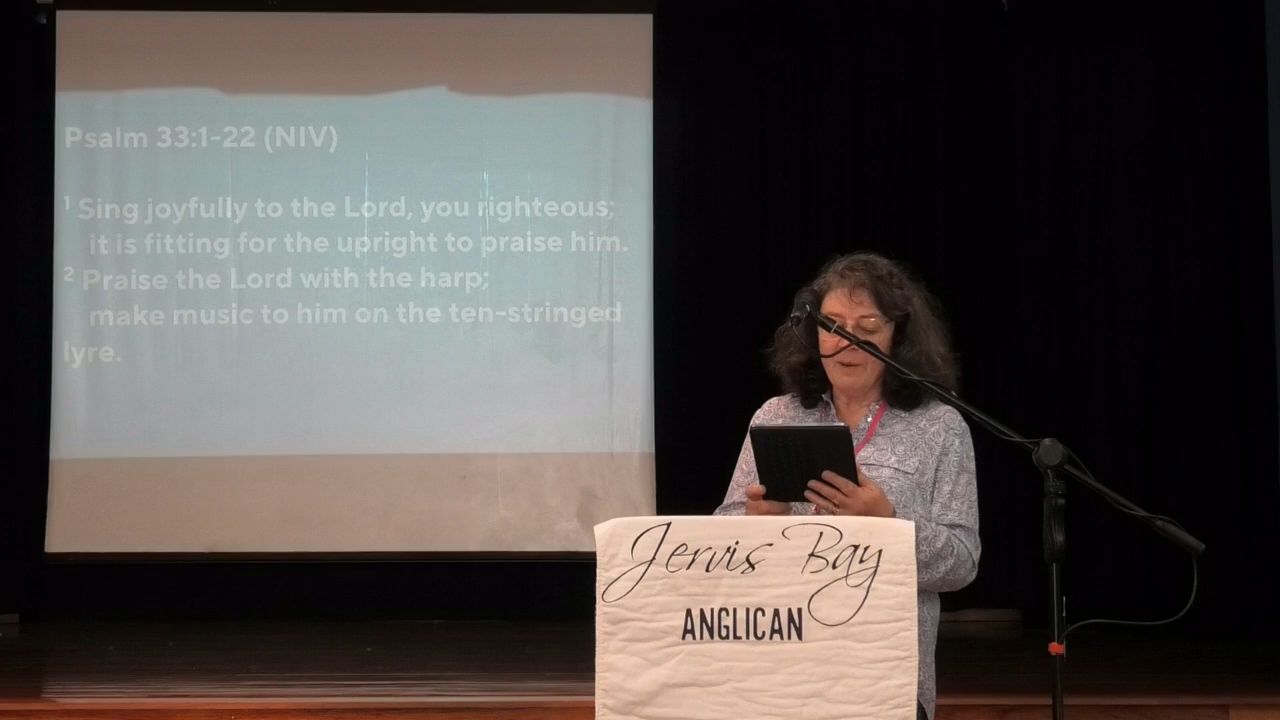 Psalm 33:1-22 (NIV)
1 Sing joyfully to the Lord, you righteous;
it is fitting for the upright to praise him.
2 Praise the Lord with the harp;
make music to him on the ten-stringed
lyre.
Jervis Bay
ANGLICAN